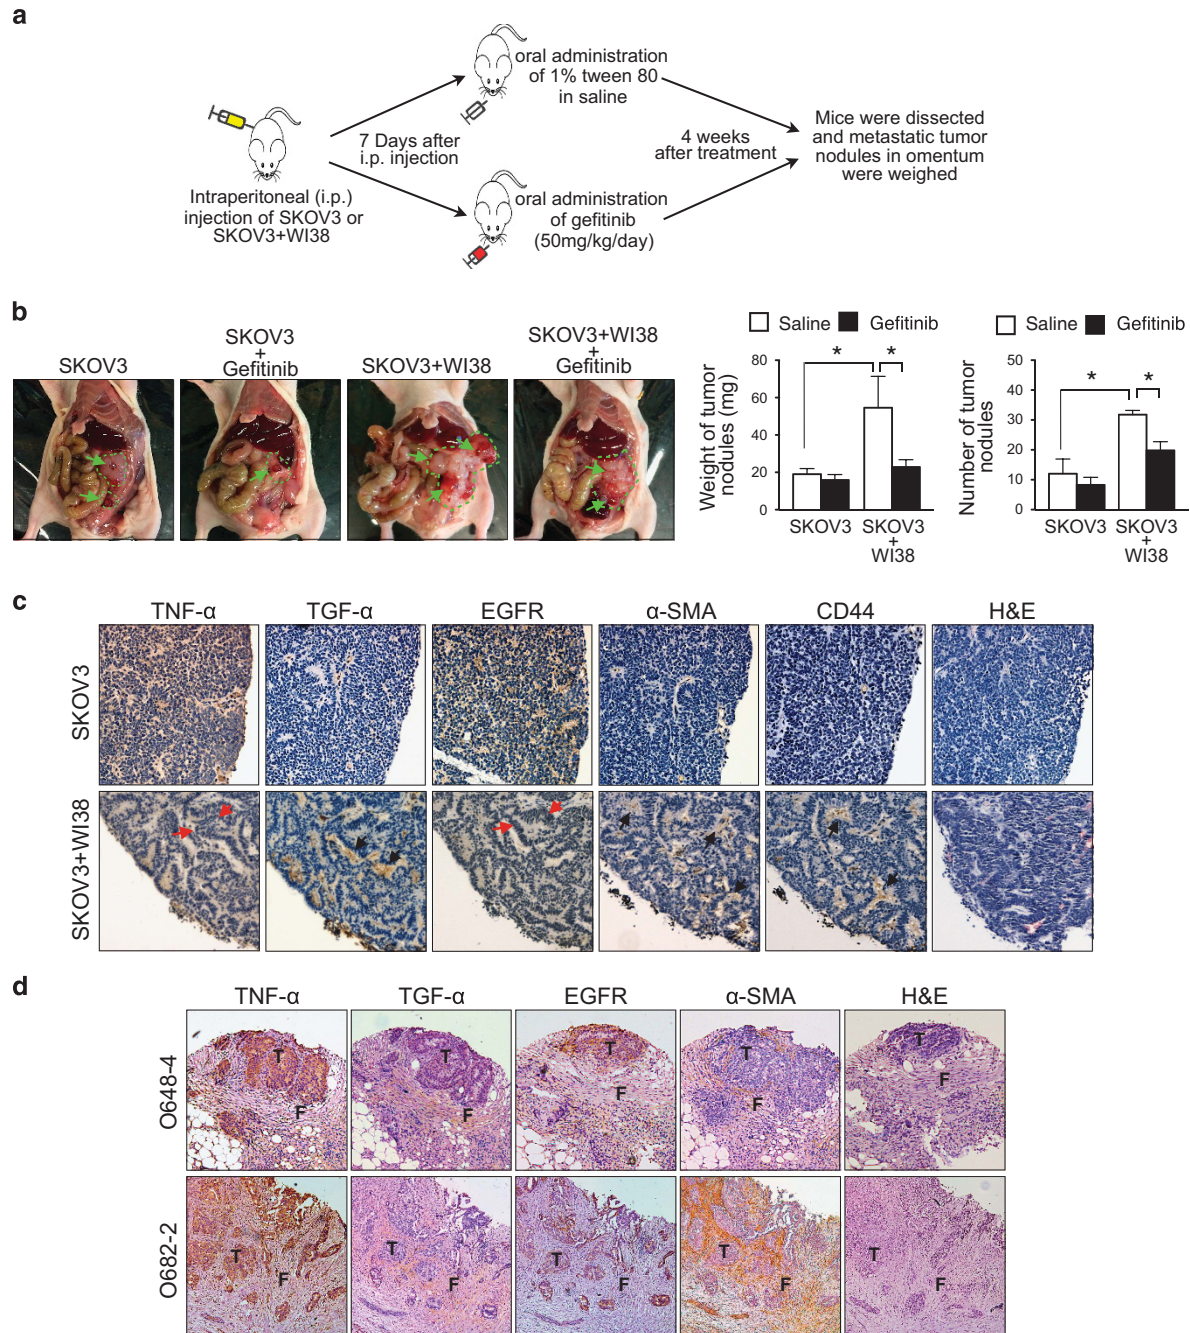 a
oral administration
of 1% tween 80
in saline
7 Days after
i.p. injection
4 weeks
after treatment
Mice were dissected
and metastatic tumor
nodules in omentum
were weighed
Intraperitoneal (i.p.)
injection of SKOV3 or
SKOV3+WI38
oral administration
of gefitinib
(50mg/kg/day)
b
SKOV3
SKOV3
+
Gefitinib
SKOV3+WI38
SKOV3+WI38
+
Gefitinib
Saline Gefitinib
Weight of tumor
nodules (mg)
80
60
40
20
0
* *
SKOV3 SKOV3
+
WI38
Saline Gefitinib
Number of tumor
nodules
50
40
30
20
10
0
* *
SKOV3 SKOV3
+
WI38
c
TNF-α TGF-α EGFR α-SMA CD44 H&E
SKOV3
SKOV3+WI38
d
TNF-α TGF-α EGFR α-SMA H&E
O648-4
T T T T T
F F F F F
O682-2
T T T T T
F F F F F